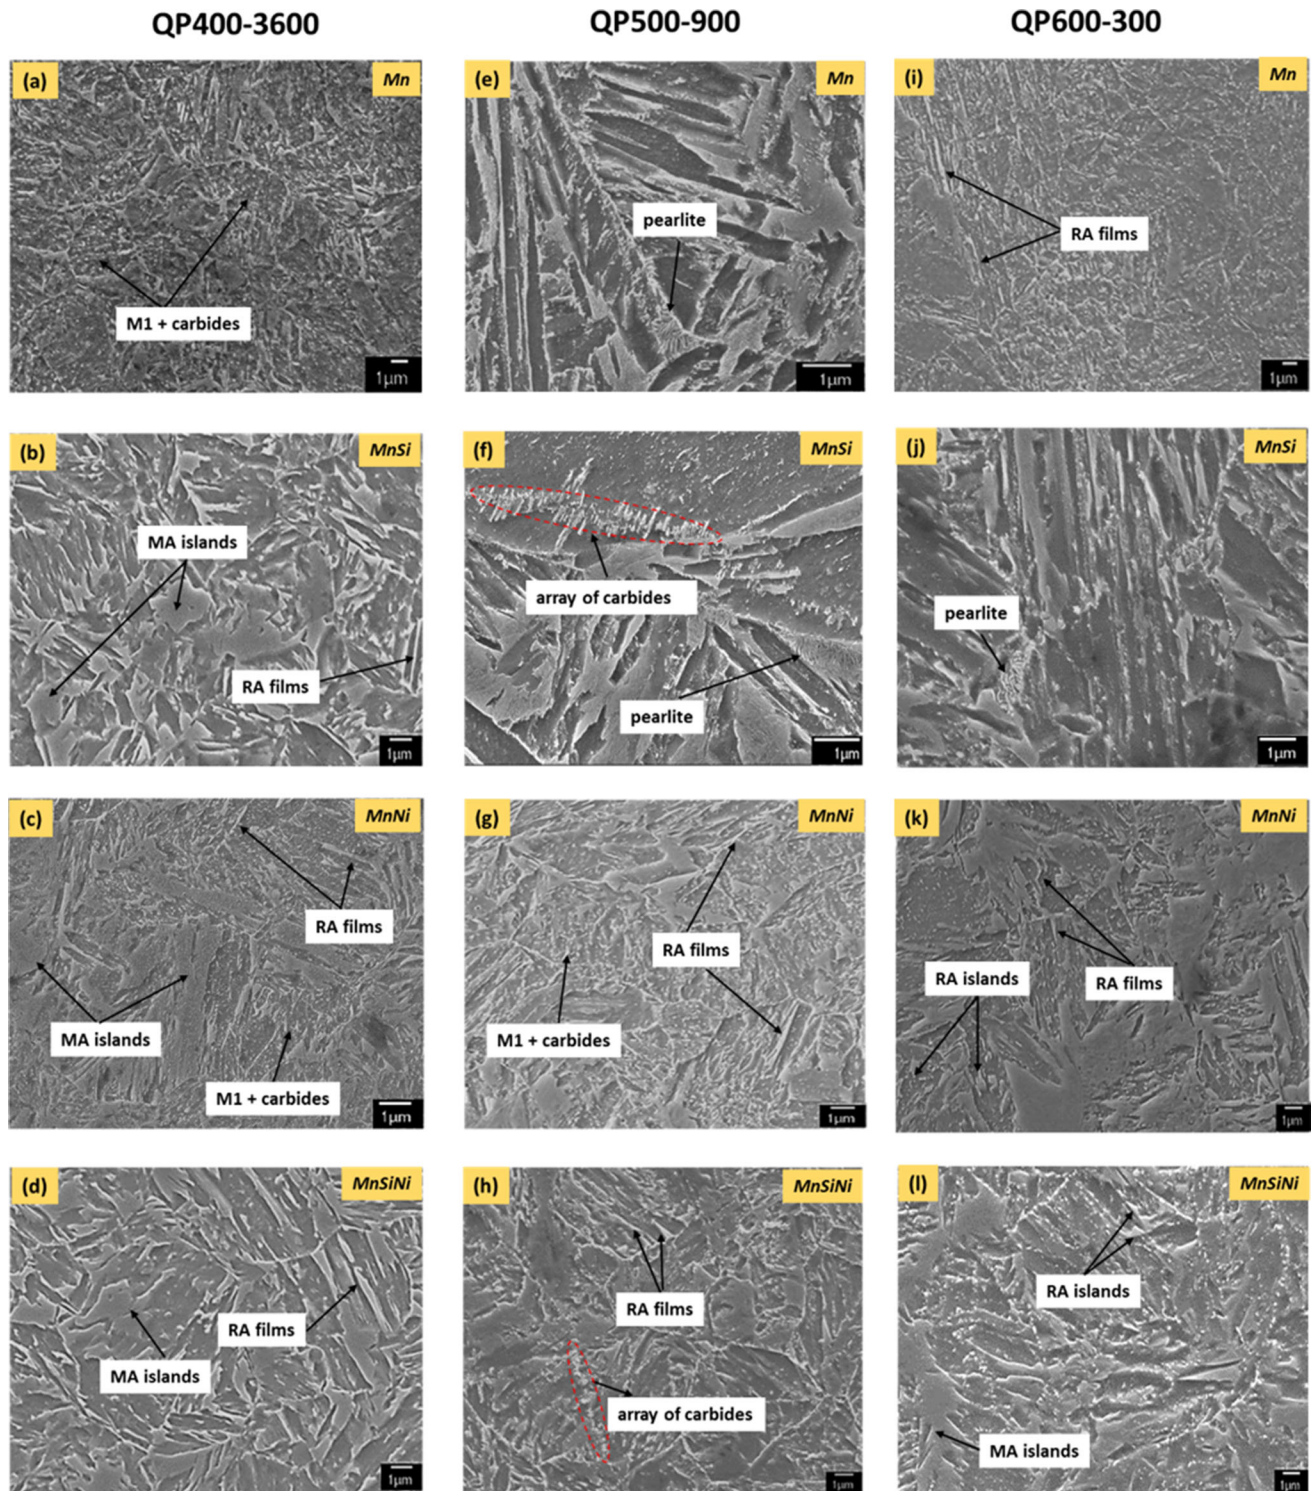 QP400-3600 QP500-900 QP600-300
(a) Mn
M1 + carbides
1μm
(e) Mn
pearlite
1μm
(i) Mn
RA films
1μm
(b) MnSi
MA islands
RA films
1μm
(f) MnSi
array of carbides
pearlite
1μm
(j) MnSi
pearlite
1μm
(c) MnNi
RA films
MA islands
M1 + carbides
1μm
(g) MnNi
RA films
M1 + carbides
1μm
(k) MnNi
RA islands
RA films
1μm
(d) MnSiNi
RA films
MA islands
1μm
(h) MnSiNi
RA films
array of carbides
1μm
(l) MnSiNi
RA islands
MA islands
1μm